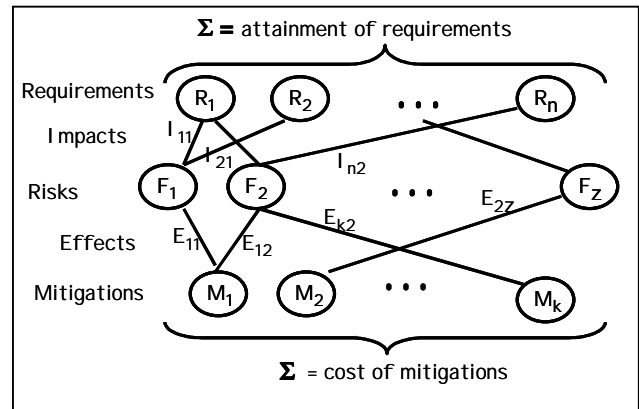 Σ = attainment of requirements
Requirements R1 R2 ... Rn
Impacts I11 I21 In2
Risks F1 F2 ... Fz
Effects E11 E12 Ek2 E2z
Mitigations M1 M2 ... Mk
Σ = cost of mitigations